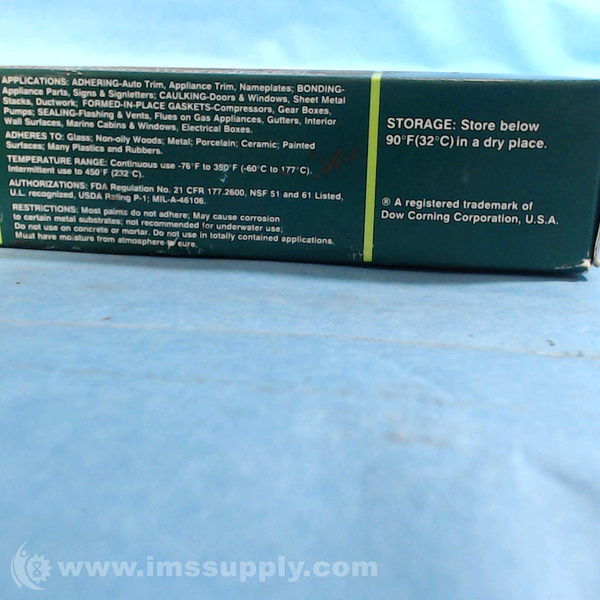 APPLICATIONS: ADHERING-Auto Trim, Appliance Trim, Nameplates; BONDING-
Appliance Parts, Signs & Signletters; CAULKING-Doors & Windows, Sheet Metal
Stacks, Ductwork; FORMED-IN-PLACE GASKETS-Compressors, Gear Boxes,
Pumps; SEALING-Flashing & Vents, Flues on Gas Appliances, Gutters, Interior
Wall Surfaces, Marine Cabins & Windows, Electrical Boxes.
ADHERES TO: Glass; Non-oily Woods; Metal; Porcelain; Ceramic; Painted
Surfaces; Many Plastics and Rubbers.
TEMPERATURE RANGE: Continuous use -76°F to 350°F (-60°C to 177°C).
Intermittent use to 450°F (232°C).
AUTHORIZATIONS: FDA Regulation No. 21 CFR 177.2600, NSF 51 and 61 Listed,
U.L. recognized, USDA Rating P-1; MIL-A-46106.
RESTRICTIONS: Most paints do not adhere; May cause corrosion
to certain metal substrates; not recommended for underwater use;
Do not use on concrete or mortar. Do not use in totally contained applications.
Must have moisture from atmosphere to cure.
STORAGE: Store below
90°F(32°C) in a dry place.
® A registered trademark of
Dow Corning Corporation, U.S.A.
www.imssupply.com